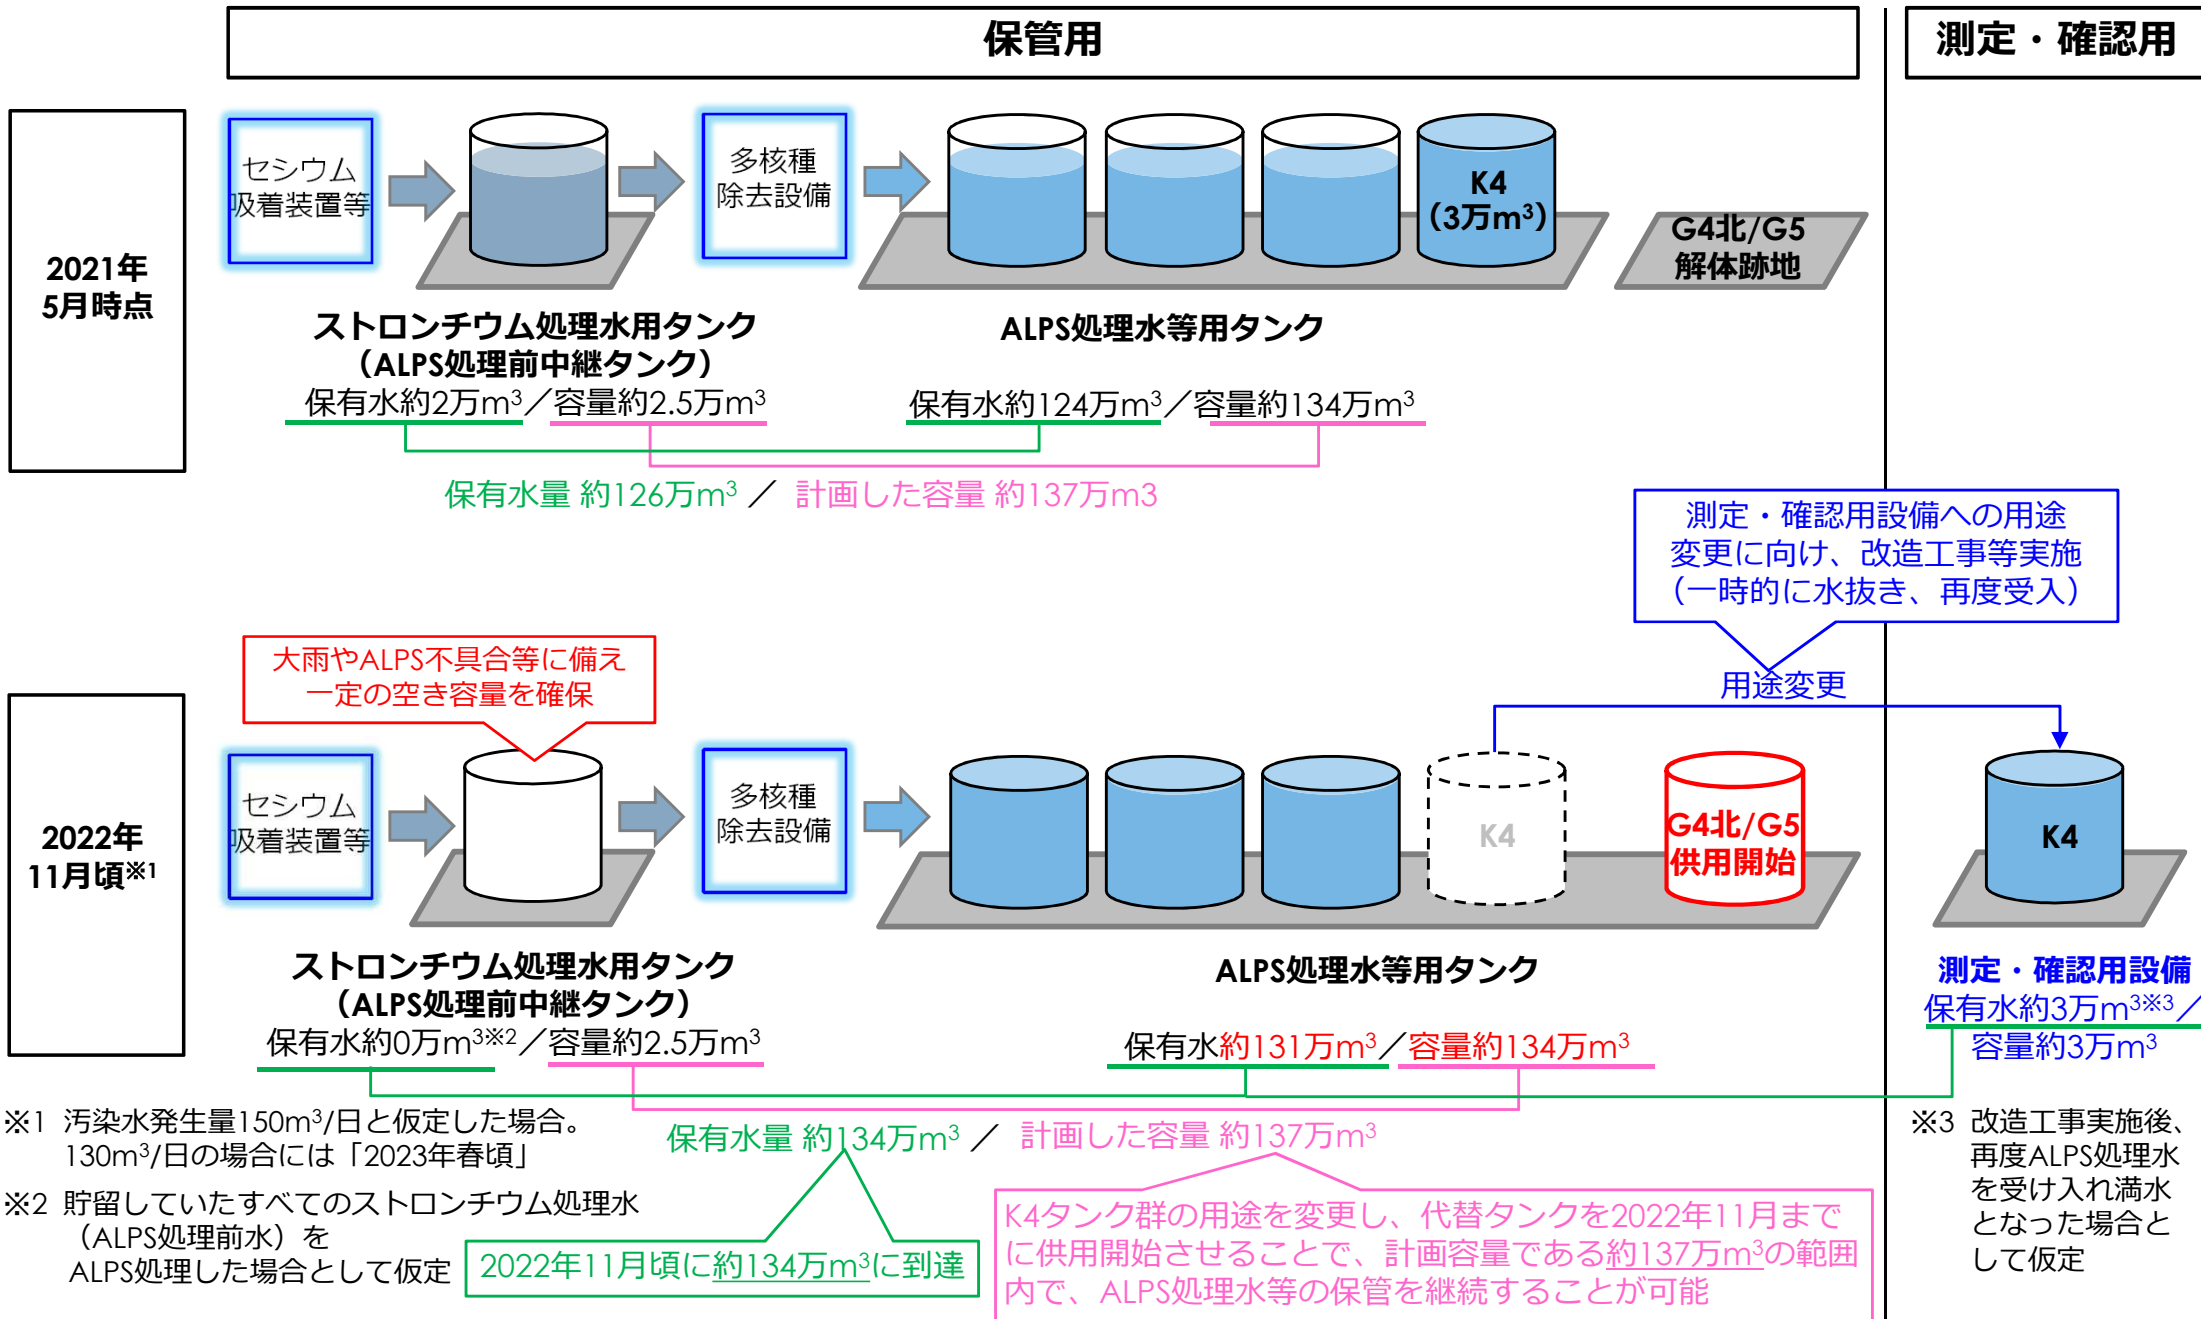 保管用
測定・確認用
2021年
5月時点
セシウム
吸着装置等
多核種
除去設備
K4
(3万m³)
G4北/G5
解体跡地
ストロンチウム処理水用タンク
（ALPS処理前中継タンク）
保有水約2万m³／容量約2.5万m³
ALPS処理水等用タンク
保有水約124万m³／容量約134万m³
保有水量 約126万m³ ／ 計画した容量 約137万m3
測定・確認用設備への用途
変更に向け、改造工事等実施
（一時的に水抜き、再度受入）
用途変更
大雨やALPS不具合等に備え
一定の空き容量を確保
2022年
11月頃※1
セシウム
吸着装置等
多核種
除去設備
K4
G4北/G5
供用開始
K4
ストロンチウム処理水用タンク
（ALPS処理前中継タンク）
保有水約0万m³※2／容量約2.5万m³
ALPS処理水等用タンク
保有水約131万m³／容量約134万m³
測定・確認用設備
保有水約3万m³※3／
容量約3万m³
保有水量 約134万m³ ／ 計画した容量 約137万m³
※1 汚染水発生量150m³/日と仮定した場合。
130m³/日の場合には「2023年春頃」
※2 貯留していたすべてのストロンチウム処理水
（ALPS処理前水）を
ALPS処理した場合として仮定
2022年11月頃に約134万m³に到達
K4タンク群の用途を変更し、代替タンクを2022年11月まで
に供用開始させることで、計画容量である約137万m³の範囲
内で、ALPS処理水等の保管を継続することが可能
※3 改造工事実施後、
再度ALPS処理水
を受け入れ満水
となった場合と
して仮定